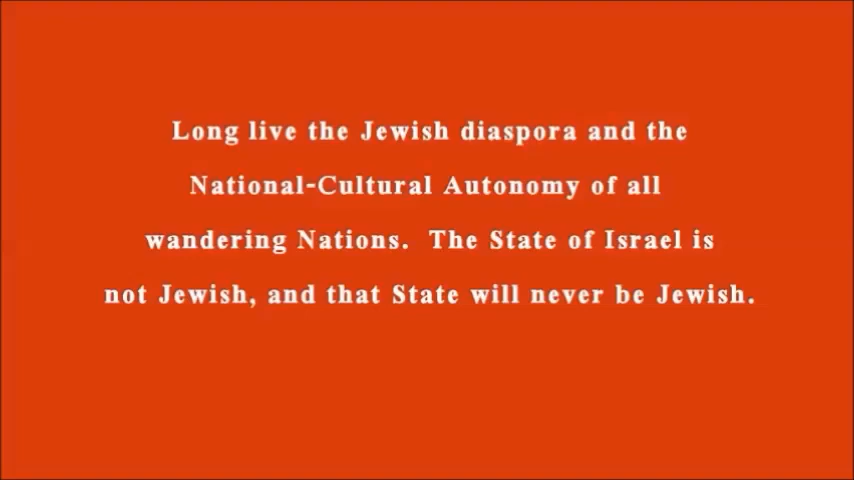 Long live the Jewish diaspora and the
National-Cultural Autonomy of all
wandering Nations.  The State of Israel is
not Jewish, and that State will never be Jewish.